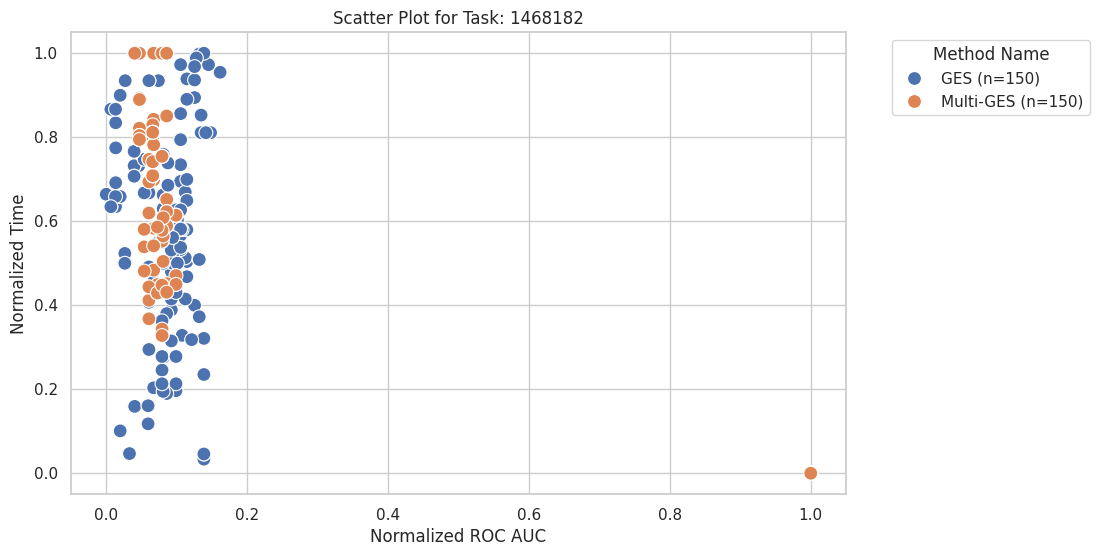 Scatter Plot for Task: 1468182
Method Name
GES (n=150)
Multi-GES (n=150)
Normalized Time
1.0
0.8
0.6
0.4
0.2
0.0
0.0 0.2 0.4 0.6 0.8 1.0
Normalized ROC AUC